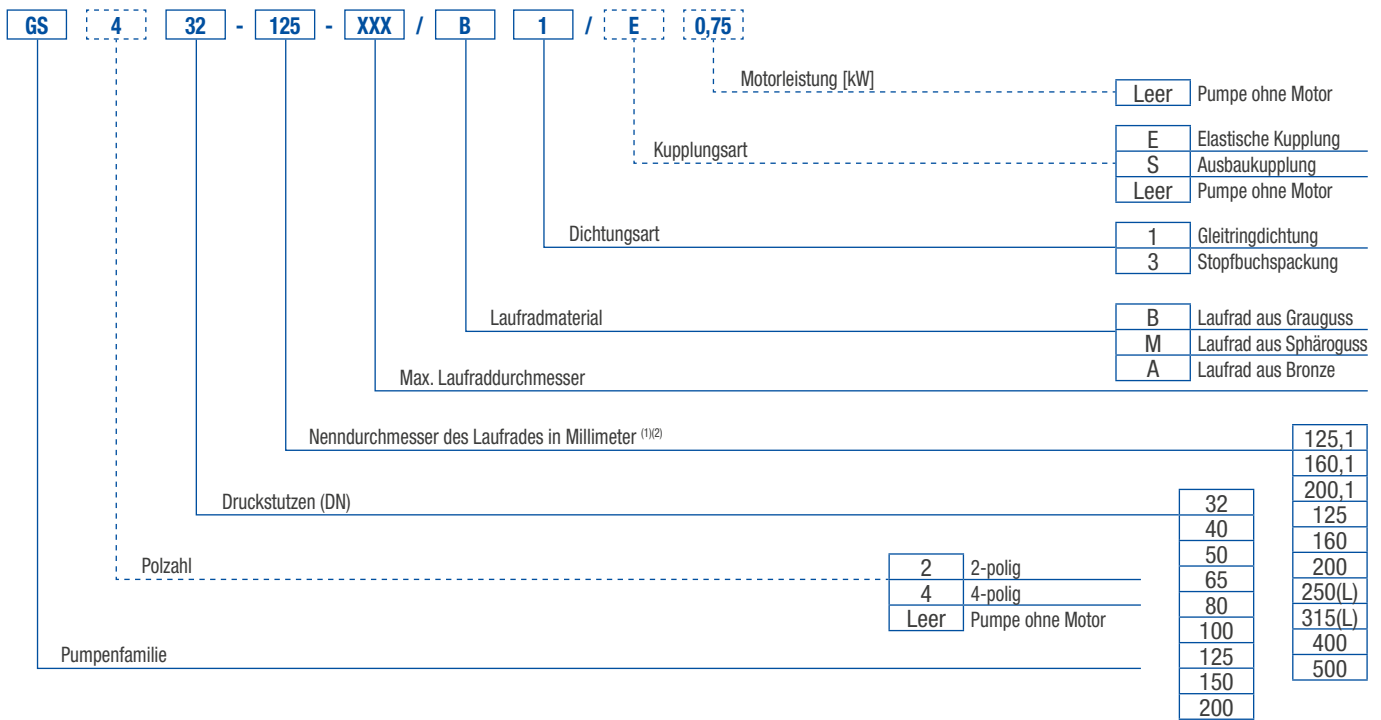 GS 4 32 - 125 - XXX / B 1 / E 0,75
Motorleistung [kW]
Leer Pumpe ohne Motor
Kupplungsart
E Elastische Kupplung
S Ausbaukupplung
Leer Pumpe ohne Motor
Dichtungsart
1 Gleitringdichtung
3 Stopfbuchspackung
Laufradmaterial
B Laufrad aus Grauguss
M Laufrad aus Sphäroguss
A Laufrad aus Bronze
Max. Laufraddurchmesser
Nenndurchmesser des Laufrades in Millimeter (1)(2)
125,1
160,1
200,1
125
160
200
250(L)
315(L)
400
500
Druckstutzen (DN)
32
40
50
65
80
100
125
150
200
Polzahl
2 2-polig
4 4-polig
Leer Pumpe ohne Motor
Pumpenfamilie